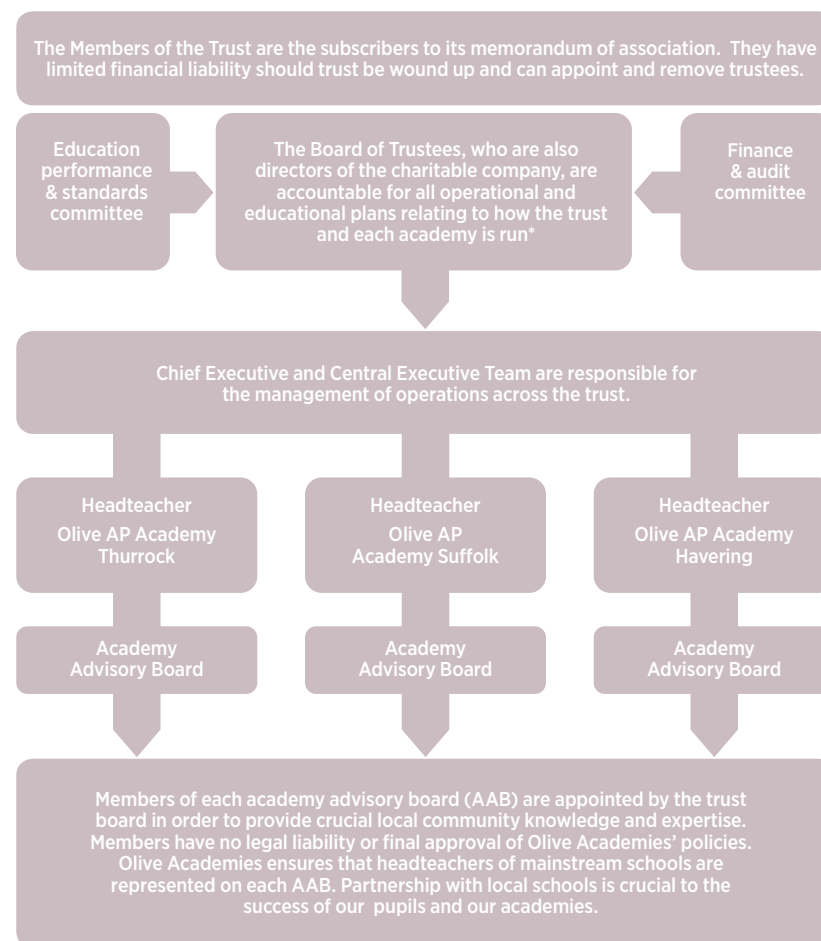 The Members of the Trust are the subscribers to its memorandum of association.  They have
limited financial liability should trust be wound up and can appoint and remove trustees.
Education
performance
& standards
committee
The Board of Trustees, who are also
directors of the charitable company, are
accountable for all operational and
educational plans relating to how the trust
and each academy is run*
Finance
& audit
committee
Chief Executive and Central Executive Team are responsible for
the management of operations across the trust.
Headteacher
Olive AP Academy
Thurrock
Headteacher
Olive AP
Academy Suffolk
Headteacher
Olive AP Academy
Havering
Academy
Advisory Board
Academy
Advisory Board
Academy
Advisory Board
Members of each academy advisory board (AAB) are appointed by the trust
board in order to provide crucial local community knowledge and expertise.
Members have no legal liability or final approval of Olive Academies’ policies.
Olive Academies ensures that headteachers of mainstream schools are
represented on each AAB. Partnership with local schools is crucial to the
success of our  pupils and our academies.